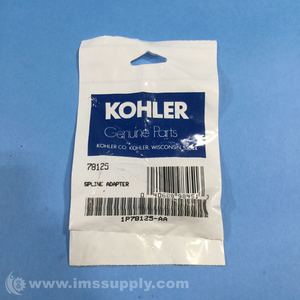 KOHLER
Genuine Parts
KOHLER CO. KOHLER, WISCONSIN
78125
SPLINE ADAPTER
1P78125-AA
© www.imssupply.com